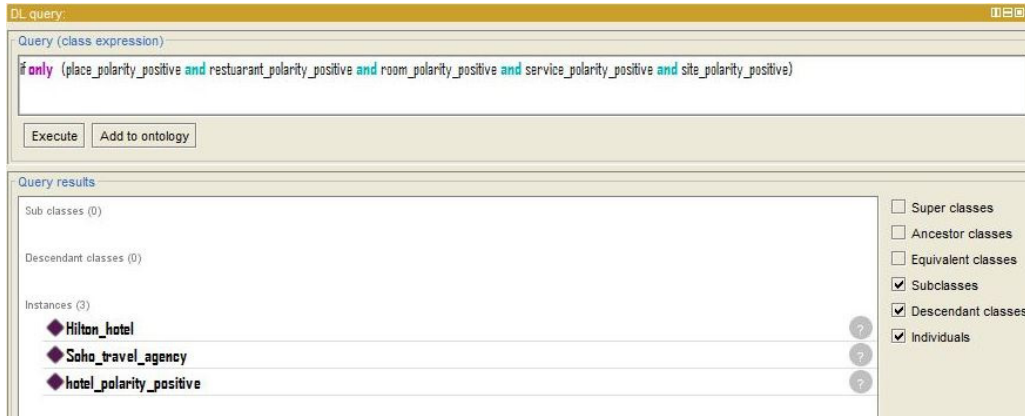 DL query:
Query (class expression)
if only (place_polarity_positive and restuarant_polarity_positive and room_polarity_positive and service_polarity_positive and site_polarity_positive)
Execute
Add to ontology
Query results
Sub classes (0)
Descendant classes (0)
Instances (3)
Hilton_hotel
?
Soho_travel_agency
?
hotel_polarity_positive
?
Super classes
Ancestor classes
Equivalent classes
Subclasses
Descendant classes
Individuals